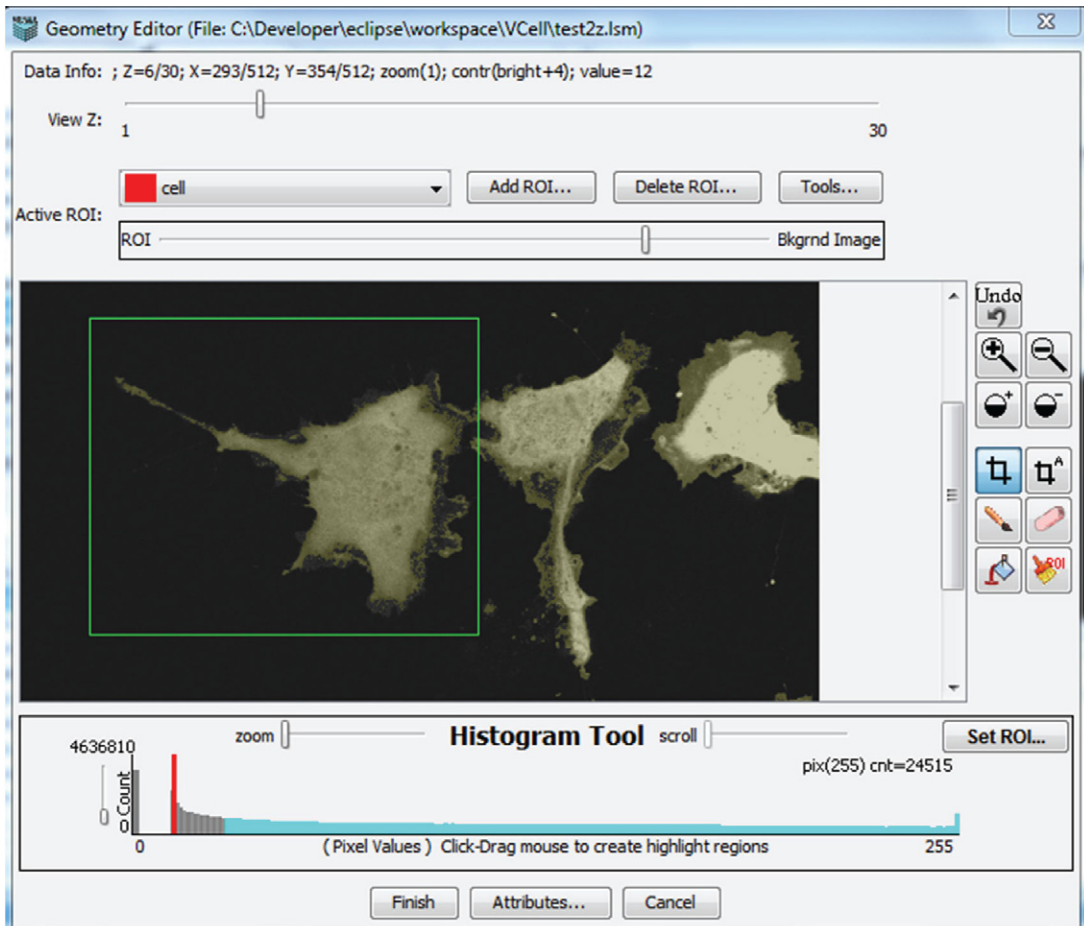 Geometry Editor (File: C:\Developer\eclipse\workspace\VCell\test2z.lsm)
Data Info: ; Z=6/30; X=293/512; Y=354/512; zoom(1); contr(bright+4); value=12
View Z:
1 30
cell Add ROI... Delete ROI... Tools...
Active ROI:
ROI Bkgrnd Image
Undo
A
ROI
zoom Histogram Tool scroll Set ROI...
4636810
pix(255) cnt=24515
0 Count
0 ( Pixel Values ) Click-Drag mouse to create highlight regions 255
Finish Attributes... Cancel